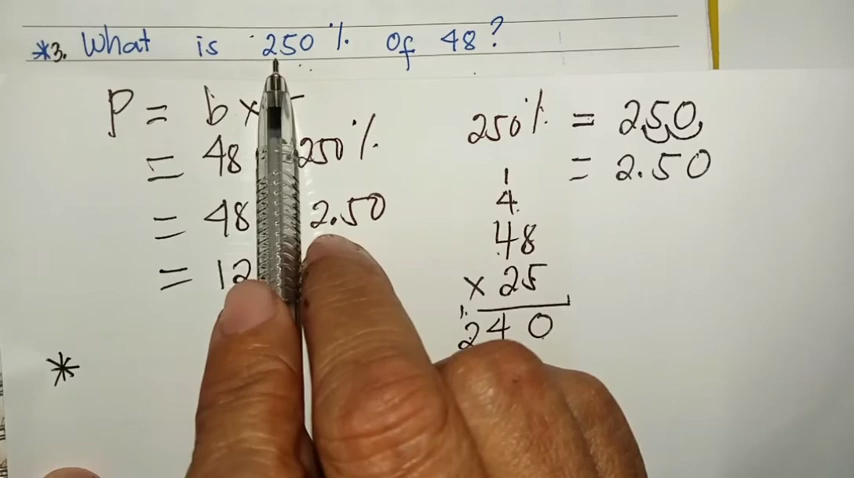 *3. What is 250% of 48?
P = b ×
= 48 250%
= 48 2.50
= 12
*
250% = 250.
= 2.50
1
4
48
× 25
1
240